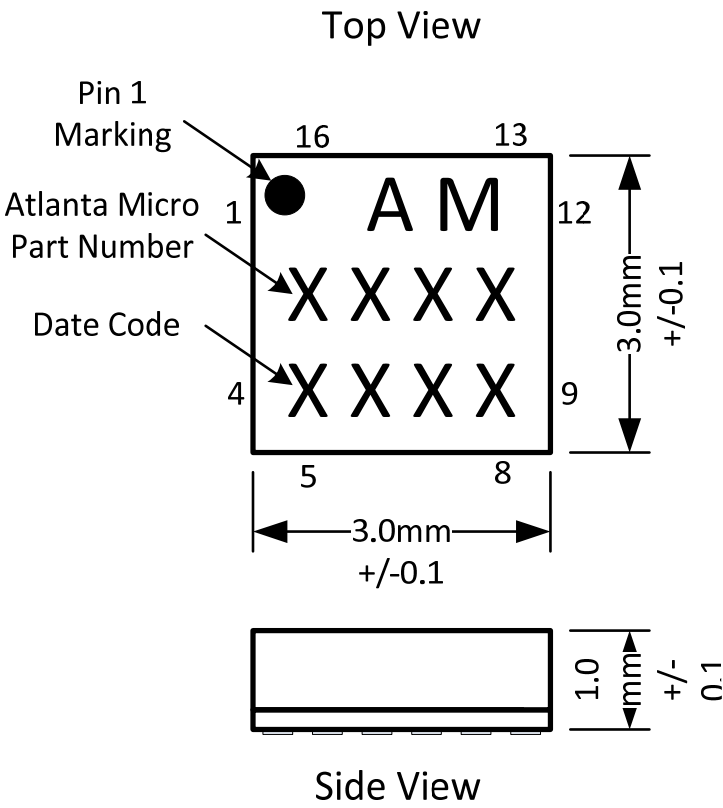 Top View
Pin 1
Marking
16
13
Atlanta Micro
Part Number
1
A M
12
X X X X
Date Code
3.0mm
+/-0.1
X X X X
4
9
5
8
3.0mm
+/-0.1
1.0
mm
+/-
0.1
Side View